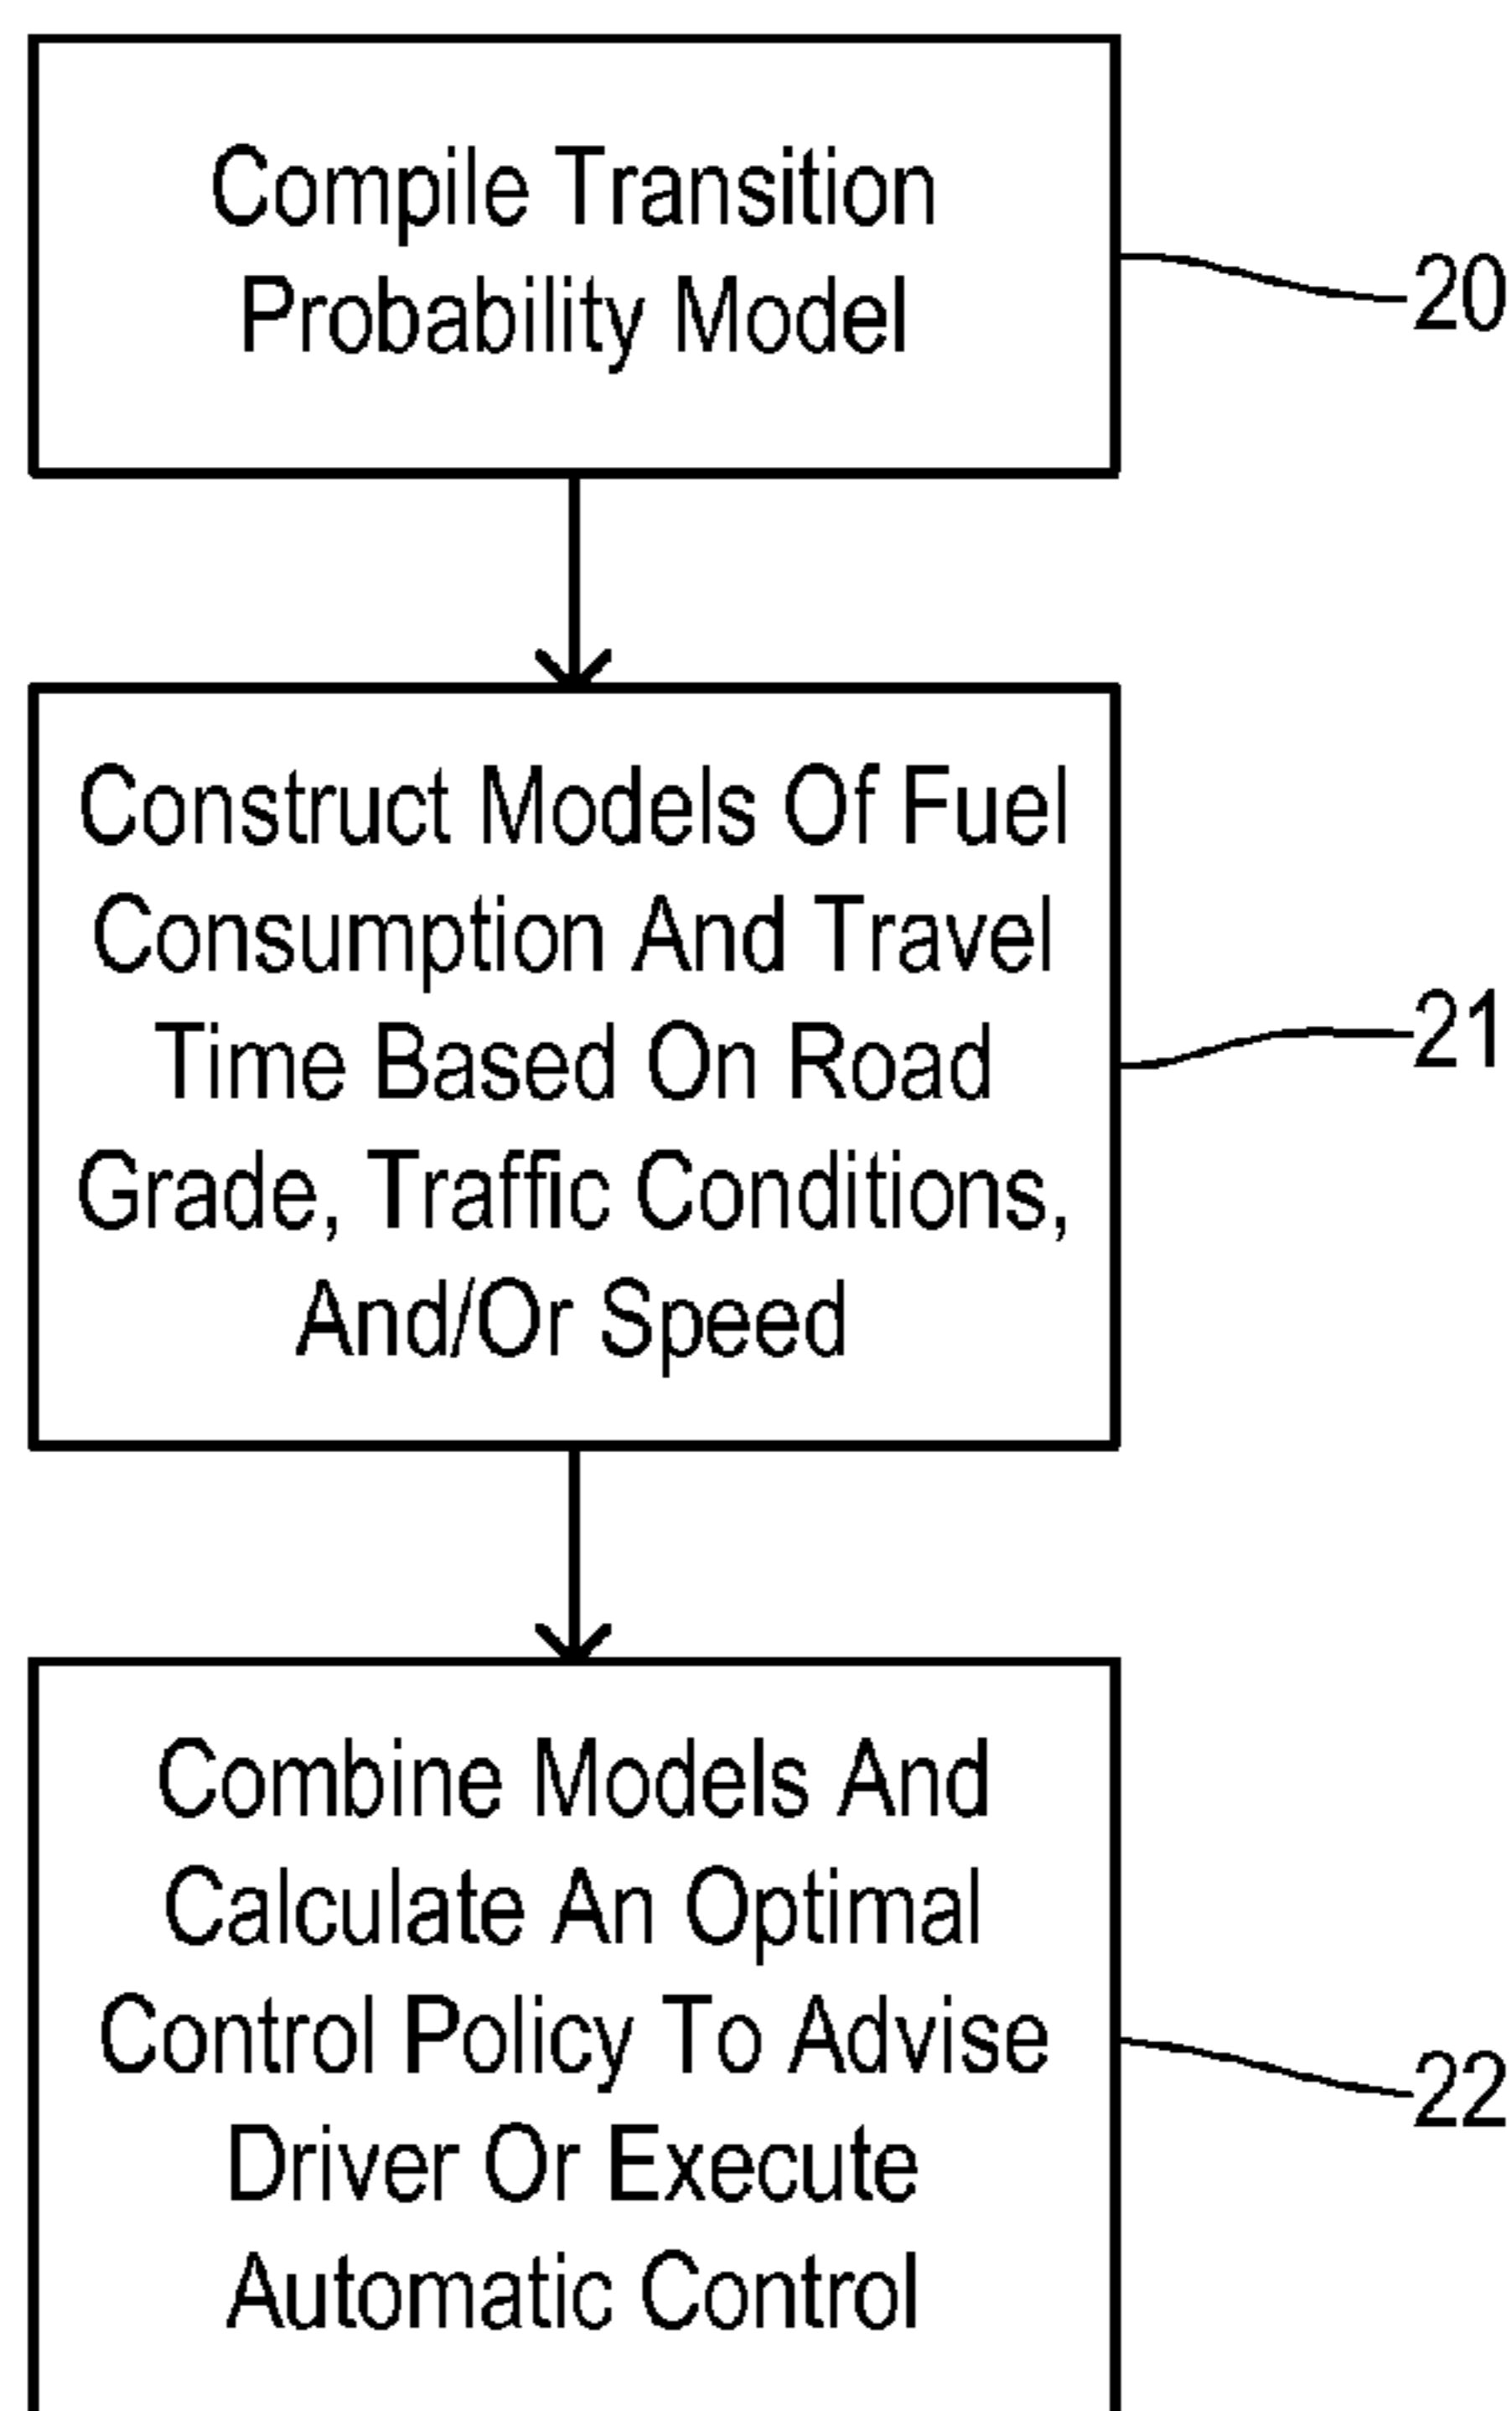 Compile Transition
Probability Model
20
Construct Models Of Fuel
Consumption And Travel
Time Based On Road
Grade, Traffic Conditions,
And/Or Speed
21
Combine Models And
Calculate An Optimal
Control Policy To Advise
Driver Or Execute
Automatic Control
22